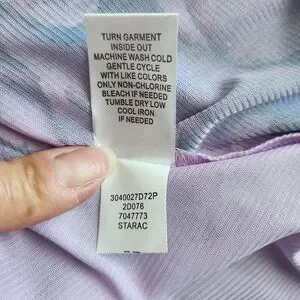 TURN GARMENT
INSIDE OUT
MACHINE WASH COLD
GENTLE CYCLE
WITH LIKE COLORS
ONLY NON-CHLORINE
BLEACH IF NEEDED
TUMBLE DRY LOW
COOL IRON
IF NEEDED
3040027D72P
2D076
7047773
STARAC